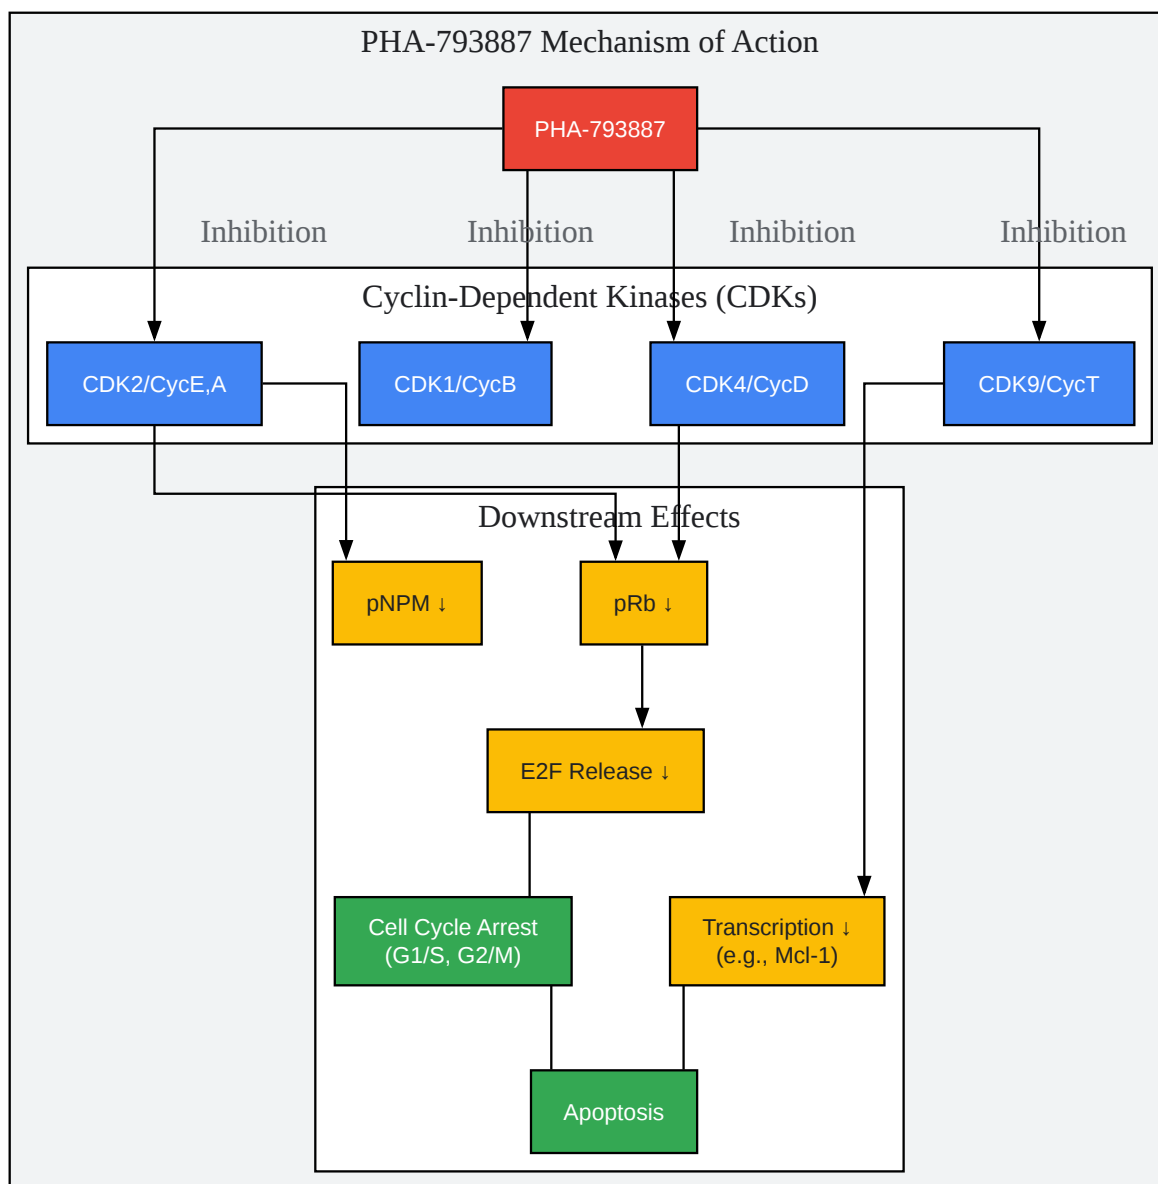 PHA-793887 Mechanism of Action
PHA-793887
Inhibition
Inhibition
Inhibition
Inhibition
Cyclin-Dependent Kinases (CDKs)
CDK2/CycE,A
CDK1/CycB
CDK4/CycD
CDK9/CycT
Downstream Effects
pNPM ↓
pRb ↓
E2F Release ↓
Cell Cycle Arrest
(G1/S, G2/M)
Transcription ↓
(e.g., Mcl-1)
Apoptosis